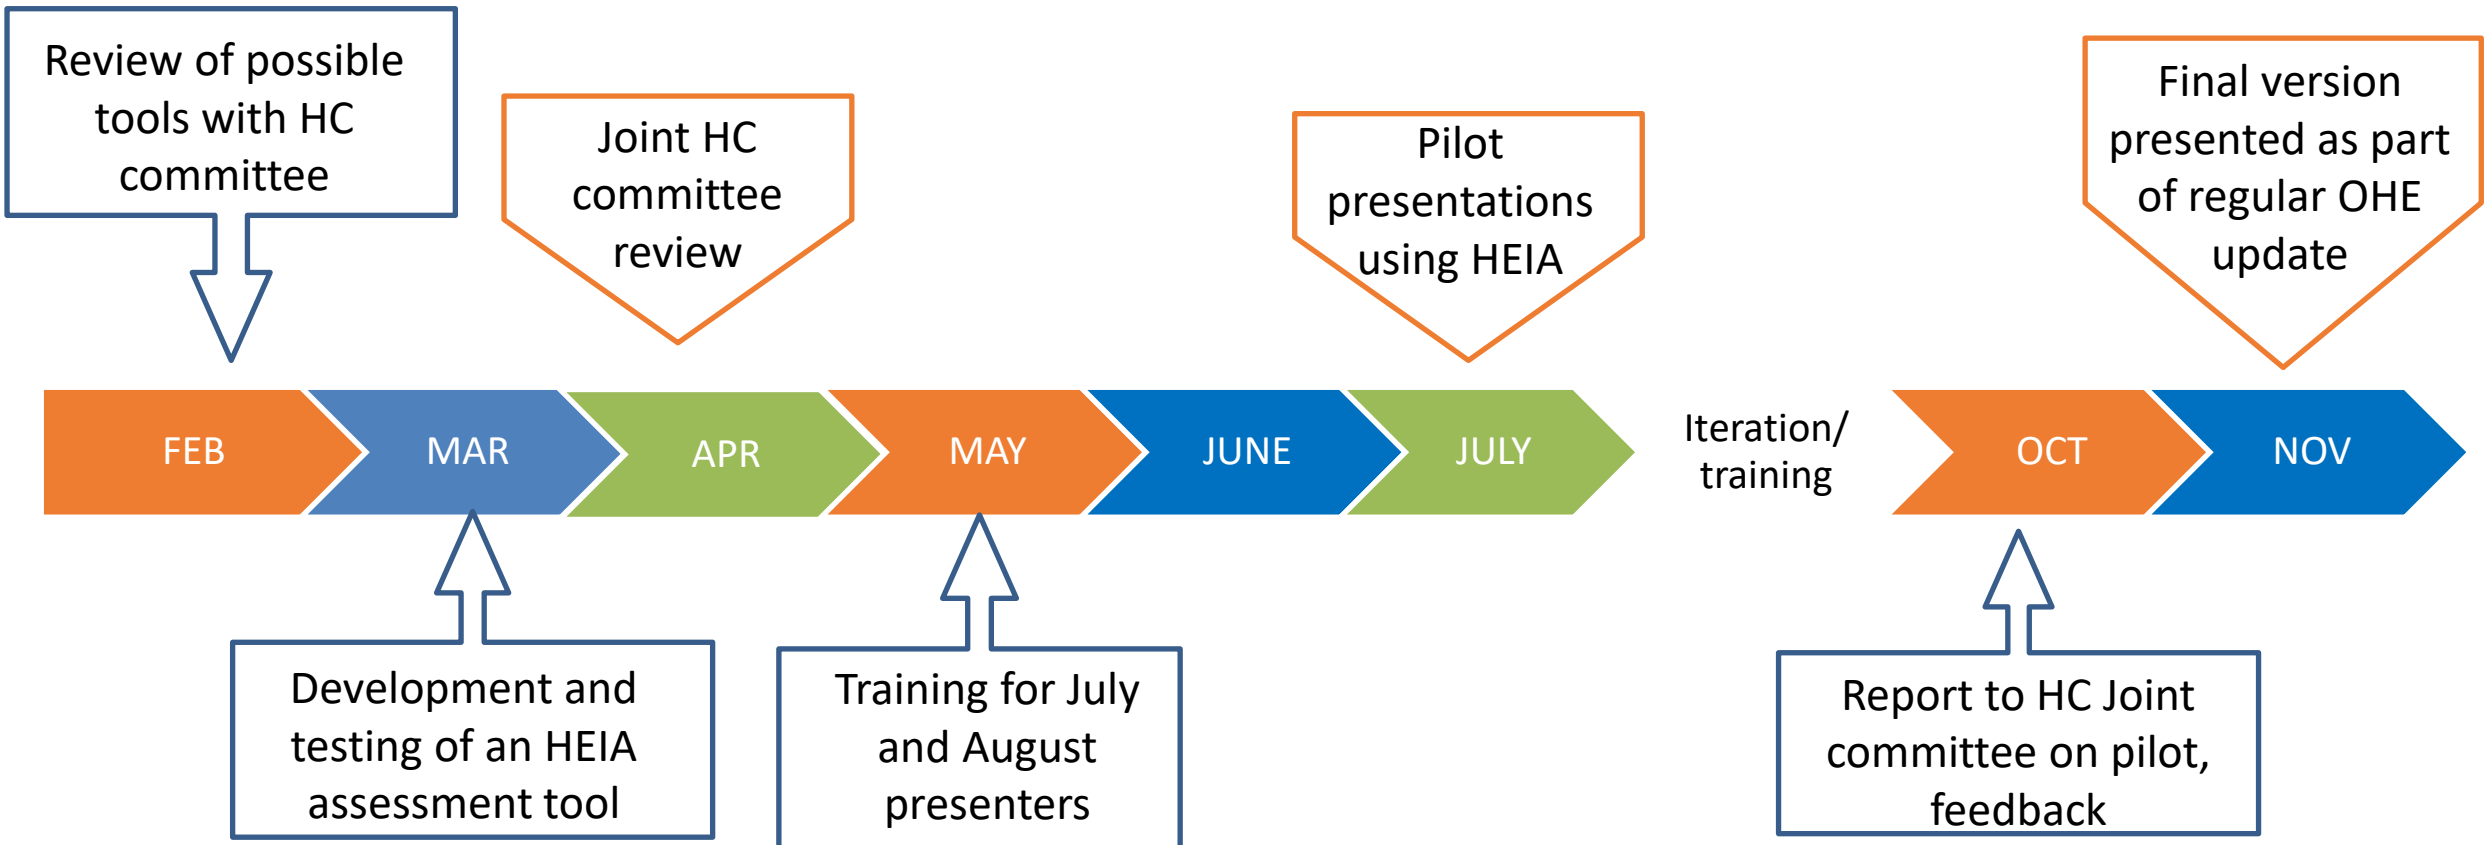 Review of possible
tools with HC
committee
Joint HC
committee
review
Pilot
presentations
using HEIA
Final version
presented as part
of regular OHE
update
FEB
MAR
APR
MAY
JUNE
JULY
Iteration/
training
OCT
NOV
Development and
testing of an HEIA
assessment tool
Training for July
and August
presenters
Report to HC Joint
committee on pilot,
feedback